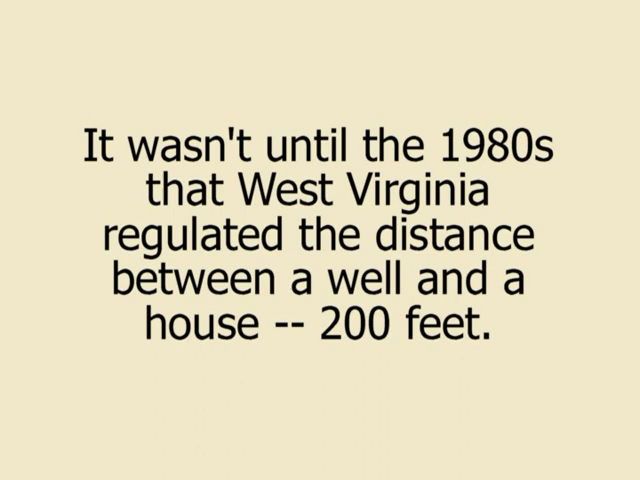 It wasn't until the 1980s
that West Virginia
regulated the distance
between a well and a
house -- 200 feet.